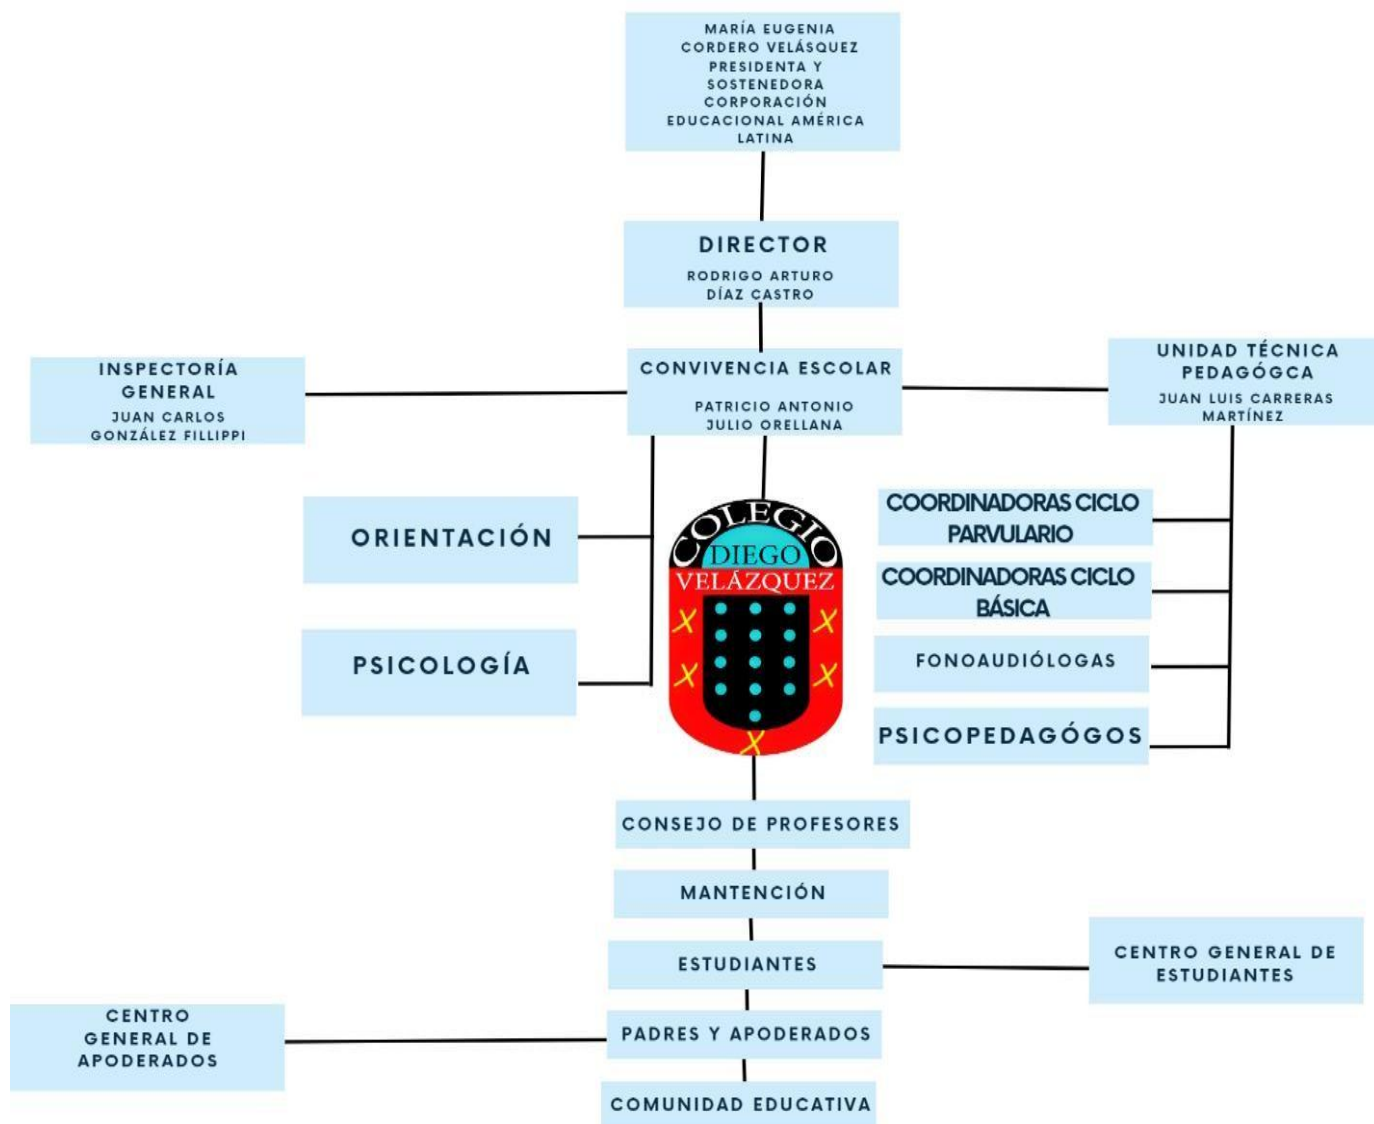 MARÍA EUGENIA
CORDERO VELÁSQUEZ
PRESIDENTA Y
SOSTENEDORA
CORPORACIÓN
EDUCACIONAL AMÉRICA
LATINA
DIRECTOR
RODRIGO ARTURO
DÍAZ CASTRO
INSPECTORÍA
GENERAL
JUAN CARLOS
GONZÁLEZ FILLIPPI
CONVIVENCIA ESCOLAR
PATRICIO ANTONIO
JULIO ORELLANA
UNIDAD TÉCNICA
PEDAGÓGCA
JUAN LUIS CARRERAS
MARTÍNEZ
ORIENTACIÓN
PSICOLOGÍA
COLEGIO
DIEGO
VELÁZQUEZ
COORDINADORAS CICLO
PARVULARIO
COORDINADORAS CICLO
BÁSICA
FONOAUDIÓLOGAS
PSICOPEDAGÓGOS
CONSEJO DE PROFESORES
MANTENCIÓN
ESTUDIANTES
CENTRO GENERAL DE
ESTUDIANTES
CENTRO
GENERAL DE
APODERADOS
PADRES Y APODERADOS
COMUNIDAD EDUCATIVA